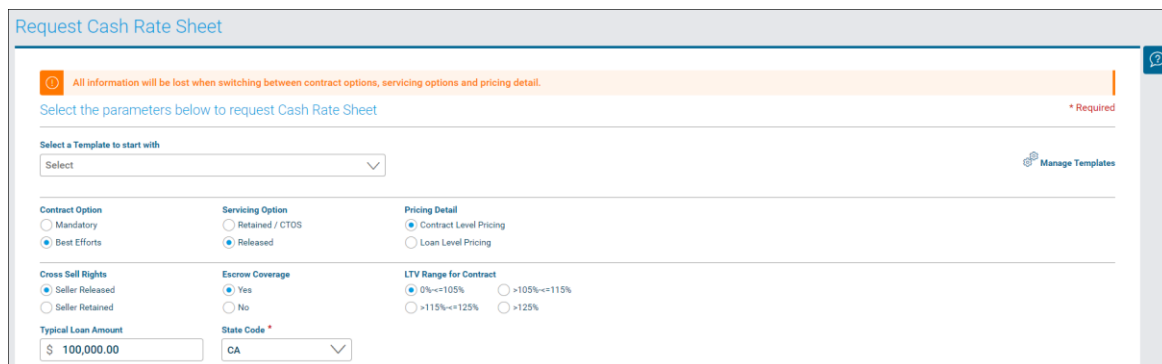 Request Cash Rate Sheet
All information will be lost when switching between contract options, servicing options and pricing detail.
Select the parameters below to request Cash Rate Sheet
* Required
Select a Template to start with
Select
Manage Templates
Contract Option Servicing Option Pricing Detail
Mandatory Retained / CTOS Contract Level Pricing
Best Efforts Released Loan Level Pricing
Cross Sell Rights Escrow Coverage LTV Range for Contract
Seller Released Yes 0%-<=105% >105%-<=115%
Seller Retained No >115%-<=125% >125%
Typical Loan Amount State Code *
$ 100,000.00 CA